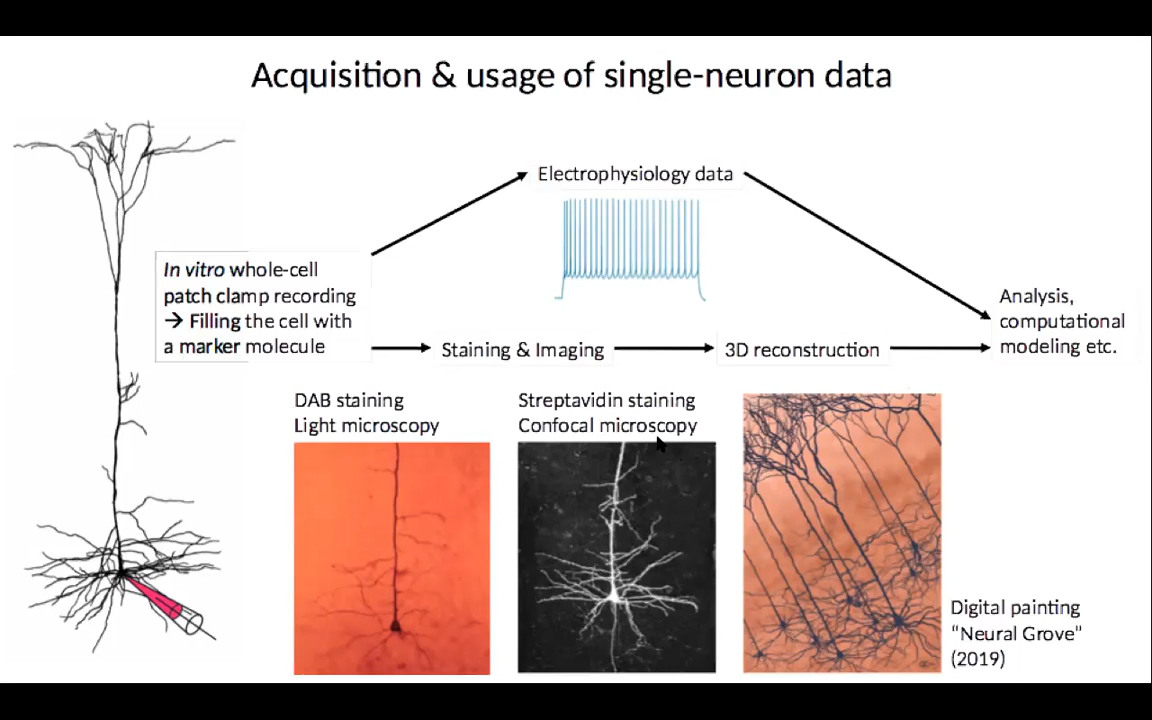 Acquisition & usage of single-neuron data
Electrophysiology data
In vitro whole-cell
patch clamp recording
→ Filling the cell with
a marker molecule
Staining & Imaging
3D reconstruction
Analysis,
computational
modeling etc.
DAB staining
Light microscopy
Streptavidin staining
Confocal microscopy
Digital painting
“Neural Grove”
(2019)